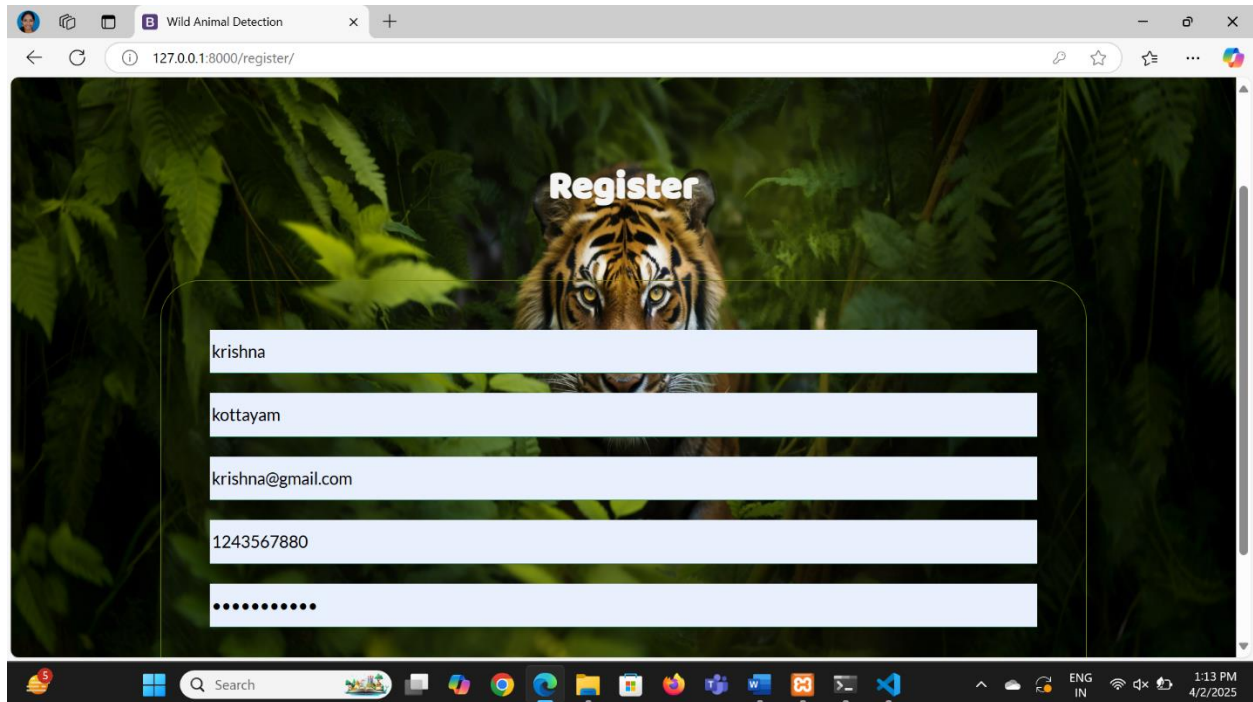 B Wild Animal Detection
127.0.0.1:8000/register/
Register
krishna
kottayam
krishna@gmail.com
1243567880
•••••••••••
5
Search
ENG
IN
1:13 PM
4/2/2025